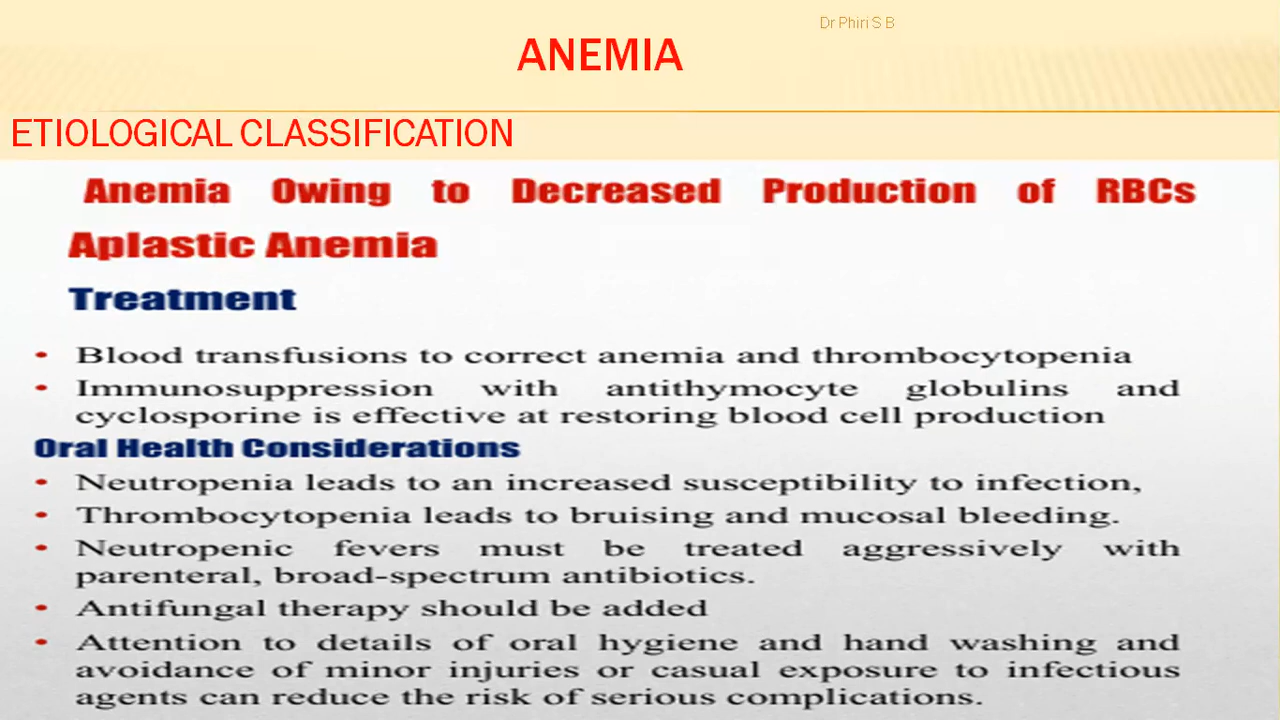 Dr Phiri S B
ANEMIA
ETIOLOGICAL CLASSIFICATION
Anemia Owing to Decreased Production of RBCs
Aplastic Anemia
Treatment
• Blood transfusions to correct anemia and thrombocytopenia
• Immunosuppression with antithymocyte globulins and
cyclosporine is effective at restoring blood cell production
Oral Health Considerations
• Neutropenia leads to an increased susceptibility to infection,
• Thrombocytopenia leads to bruising and mucosal bleeding.
• Neutropenic fevers must be treated aggressively with
parenteral, broad-spectrum antibiotics.
• Antifungal therapy should be added
• Attention to details of oral hygiene and hand washing and
avoidance of minor injuries or casual exposure to infectious
agents can reduce the risk of serious complications.